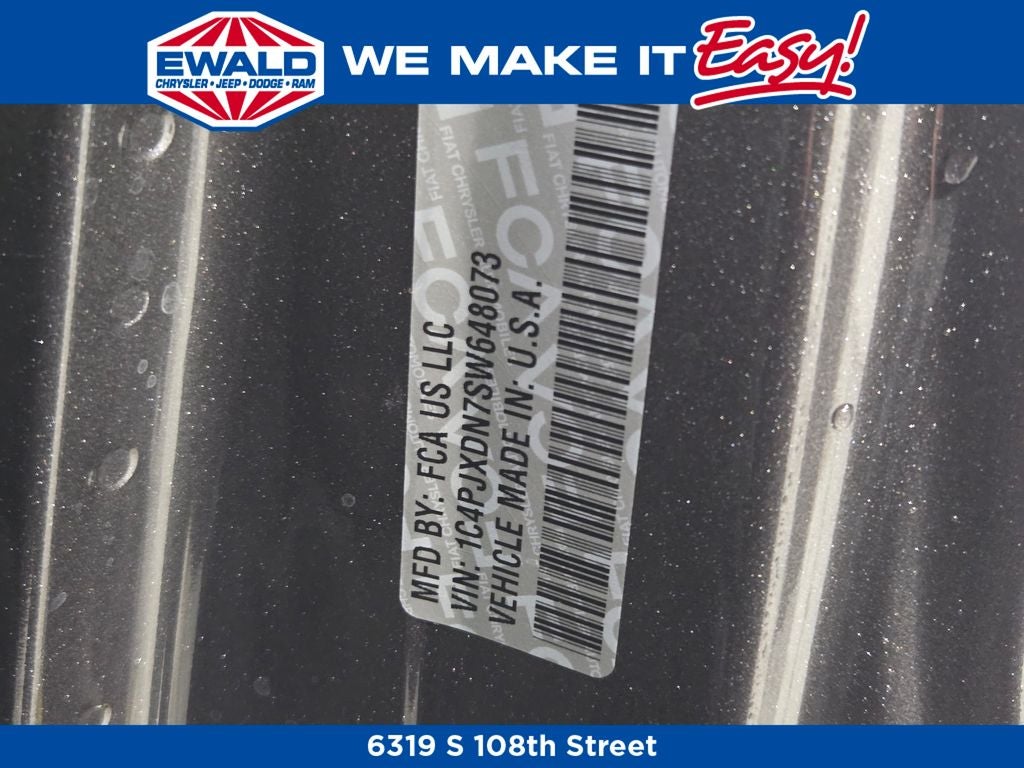 EWALD
CHRYSLER • JEEP • DODGE • RAM
WE MAKE IT Easy!
MFD BY: FCA US LLC
VIN: 1C4PJXDN7SW648073
VEHICLE MADE IN: U.S.A.
6319 S 108th Street